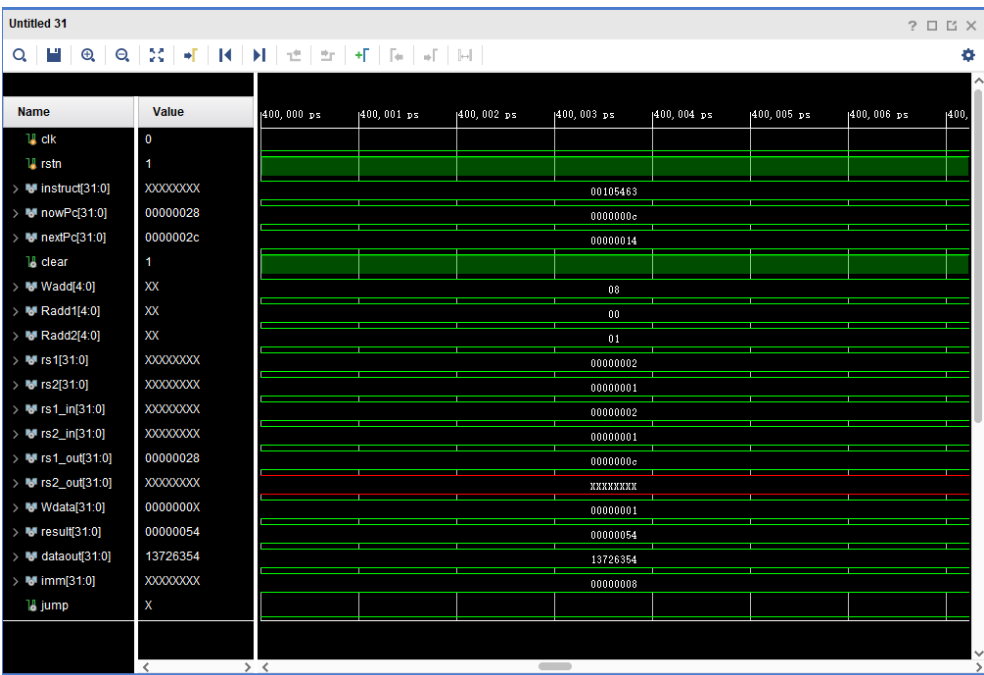 Untitled 31
Name Value
400,000 ps 400,001 ps 400,002 ps 400,003 ps 400,004 ps 400,005 ps 400,006 ps 400,
clk 0
rstn 1
instruct[31:0] XXXXXXXX 00105463
nowPc[31:0] 00000028 0000000c
nextPc[31:0] 0000002c 00000014
clear 1
Wadd[4:0] XX 08
Radd1[4:0] XX 00
Radd2[4:0] XX 01
rs1[31:0] XXXXXXXX 00000002
rs2[31:0] XXXXXXXX 00000001
rs1_in[31:0] XXXXXXXX 00000002
rs2_in[31:0] XXXXXXXX 00000001
rs1_out[31:0] 00000028 0000000c
rs2_out[31:0] XXXXXXXX XXXXXXXX
Wdata[31:0] 0000000X 00000001
result[31:0] 00000054 00000054
dataout[31:0] 13726354 13726354
imm[31:0] XXXXXXXX 00000008
jump X